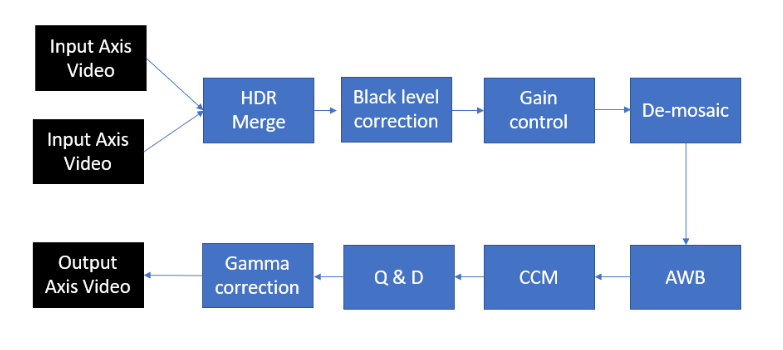 Input Axis
Video
Input Axis
Video
HDR
Merge
Black level
correction
Gain
control
De-mosaic
AWB
CCM
Q & D
Gamma
correction
Output
Axis Video